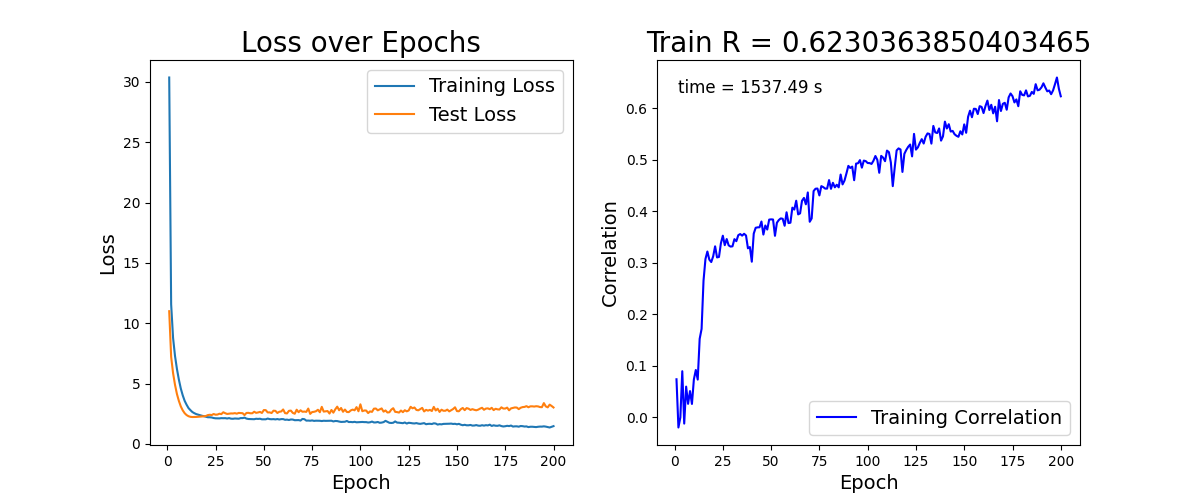 Loss over Epochs
30
25
20
15
10
5
0
Loss
0 25 50 75 100 125 150 175 200
Epoch
Training Loss
Test Loss
Train R = 0.6230363850403465
time = 1537.49 s
0.6
0.5
0.4
0.3
0.2
0.1
0.0
Correlation
0 25 50 75 100 125 150 175 200
Epoch
Training Correlation